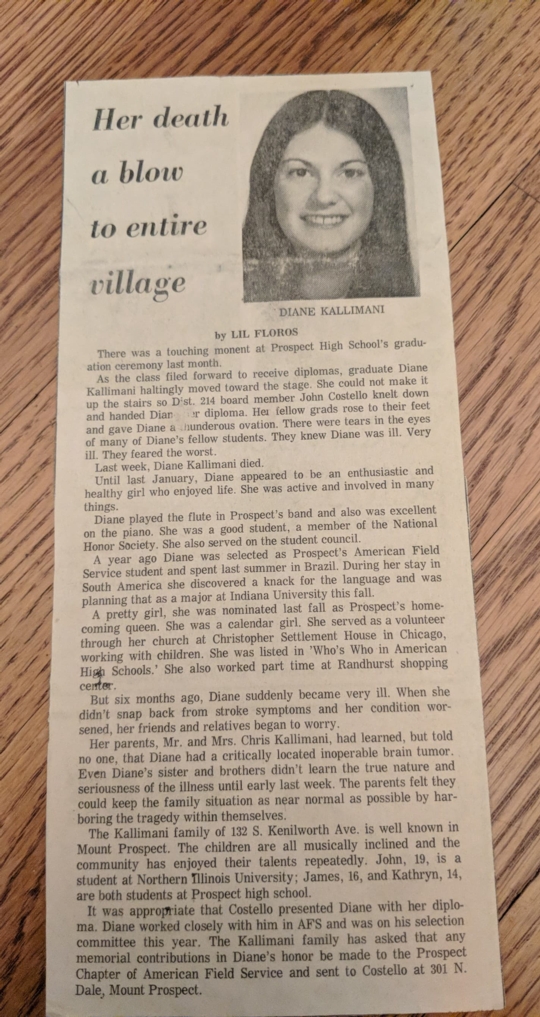 Her death
a blow
to entire
village
DIANE KALLIMANI
by LIL FLOROS
There was a touching monent at Prospect High School's gradu-
ation ceremony last month.
As the class filed forward to receive diplomas, graduate Diane
Kallimani haltingly moved toward the stage. She could not make it
up the stairs so Dist. 214 board member John Costello knelt down
and handed Dian r diploma. Her fellow grads rose to their feet
and gave Diane a hunderous ovation. There were tears in the eyes
of many of Diane's fellow students. They knew Diane was ill. Very
ill. They feared the worst.
Last week, Diane Kallimani died.
Until last January, Diane appeared to be an enthusiastic and
healthy girl who enjoyed life. She was active and involved in many
things.
Diane played the flute in Prospect's band and also was excellent
on the piano. She was a good student, a member of the National
Honor Society. She also served on the student council.
A year ago Diane was selected as Prospect's American Field
Service student and spent last summer in Brazil. During her stay in
South America she discovered a knack for the language and was
planning that as a major at Indiana University this fall.
A pretty girl, she was nominated last fall as Prospect's home-
coming queen. She was a calendar girl. She served as a volunteer
through her church at Christopher Settlement House in Chicago,
working with children. She was listed in 'Who's Who in American
High Schools.' She also worked part time at Randhurst shopping
center.
But six months ago, Diane suddenly became very ill. When she
didn't snap back from stroke symptoms and her condition wor-
sened, her friends and relatives began to worry.
Her parents, Mr. and Mrs. Chris Kallimani, had learned, but told
no one, that Diane had a critically located inoperable brain tumor.
Even Diane's sister and brothers didn't learn the true nature and
seriousness of the illness until early last week. The parents felt they
could keep the family situation as near normal as possible by har-
boring the tragedy within themselves.
The Kallimani family of 132 S. Kenilworth Ave. is well known in
Mount Prospect. The children are all musically inclined and the
community has enjoyed their talents repeatedly. John, 19, is a
student at Northern Illinois University; James, 16, and Kathryn, 14,
are both students at Prospect high school.
It was appropriate that Costello presented Diane with her diplo-
ma. Diane worked closely with him in AFS and was on his selection
committee this year. The Kallimani family has asked that any
memorial contributions in Diane's honor be made to the Prospect
Chapter of American Field Service and sent to Costello at 301 N.
Dale, Mount Prospect.